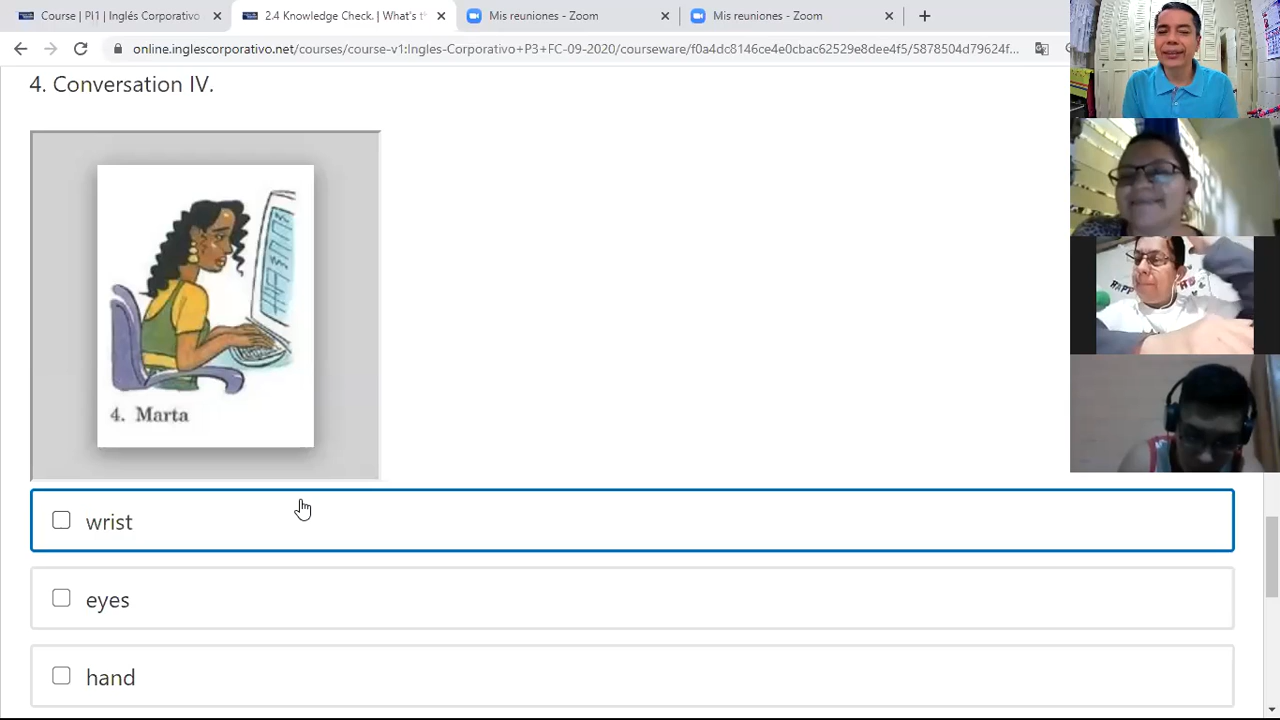 Course | PI1 | Inglés Corporativo
2.4 Knowledge Check. | What's t
Mis reuniones - Zoom
Mis reuniones - Zoom
online.inglescorporativo.net/courses/course-v1:Ingles-Corporativo+P3+FC-09-2020/courseware/f0a4dc8146ce4e0cbac62529e8dee4f5/5878504d79624f...
4. Conversation IV.
4. Marta
wrist
eyes
hand